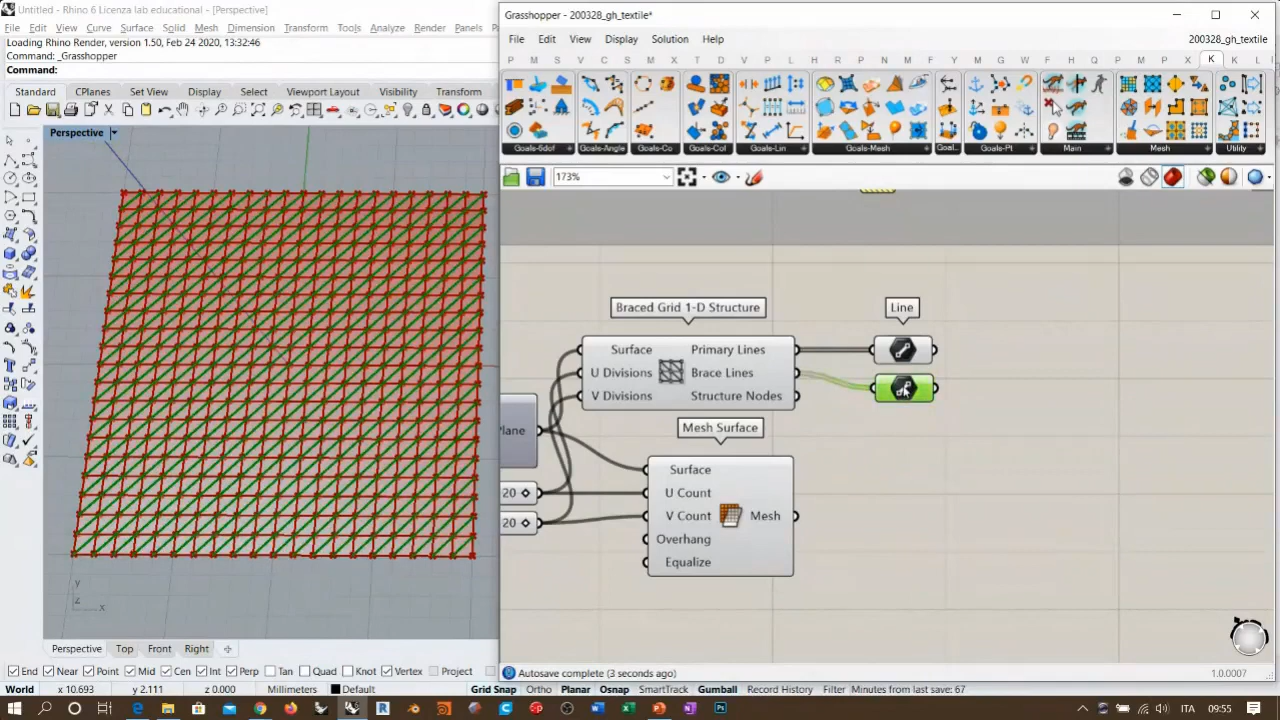 Untitled - Rhino 6 Licenza lab educational - [Perspective]
File Edit View Curve Surface Solid Mesh Dimension Transform Tools Analyze Render Panels
Loading Rhino Render, version 1.50, Feb 24 2020, 13:32:46
Command: _Grasshopper
Command:
Standard CPlanes Set View Display Select Viewport Layout Visibility Transform
Perspective
y
z
x
Perspective Top Front Right
End Near Point Mid Cen Int Perp Tan Quad Knot Vertex Project
World x 10.693 y 2.111 z 0.000 Millimeters Default Grid Snap Ortho Planar Osnap SmartTrack Gumball Record History Filter Minutes from last save: 67
Grasshopper - 200328_gh_textile*
File Edit View Display Solution Help 200328_gh_textile
P M S V C S M I X T D V P L A P N M F G P W K H K U L
Goals-6dof Goals-Angle Goals-Co Goals-Col Goals-Lin Goals-Mesh Goal.. Goals-Pt Main Mesh Utility
173%
Braced Grid 1-D Structure
Line
Surface Primary Lines
U Divisions Brace Lines
V Divisions Structure Nodes
Mesh Surface
Plane
Surface
20 U Count
20 V Count Mesh
Overhang
Equalize
Autosave complete (3 seconds ago) 1.0.0007
ITA 09:55